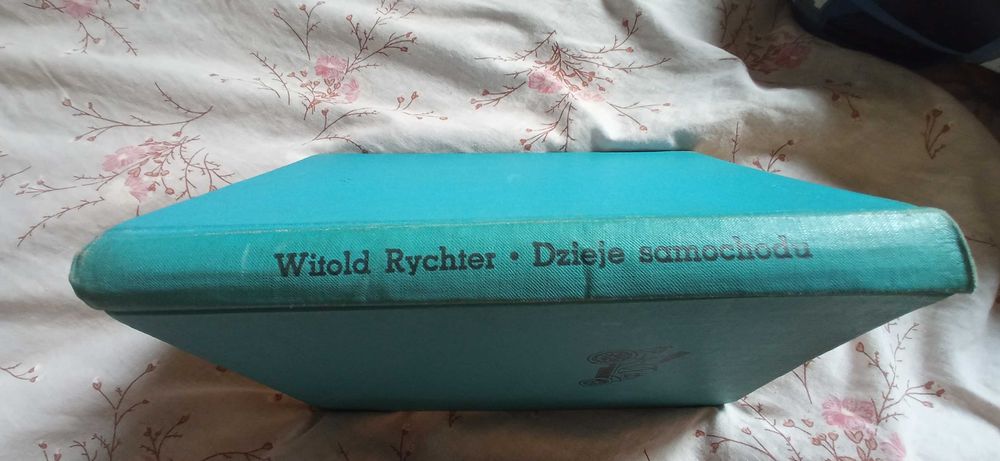 Witold Rychter • Dzieje samochodu